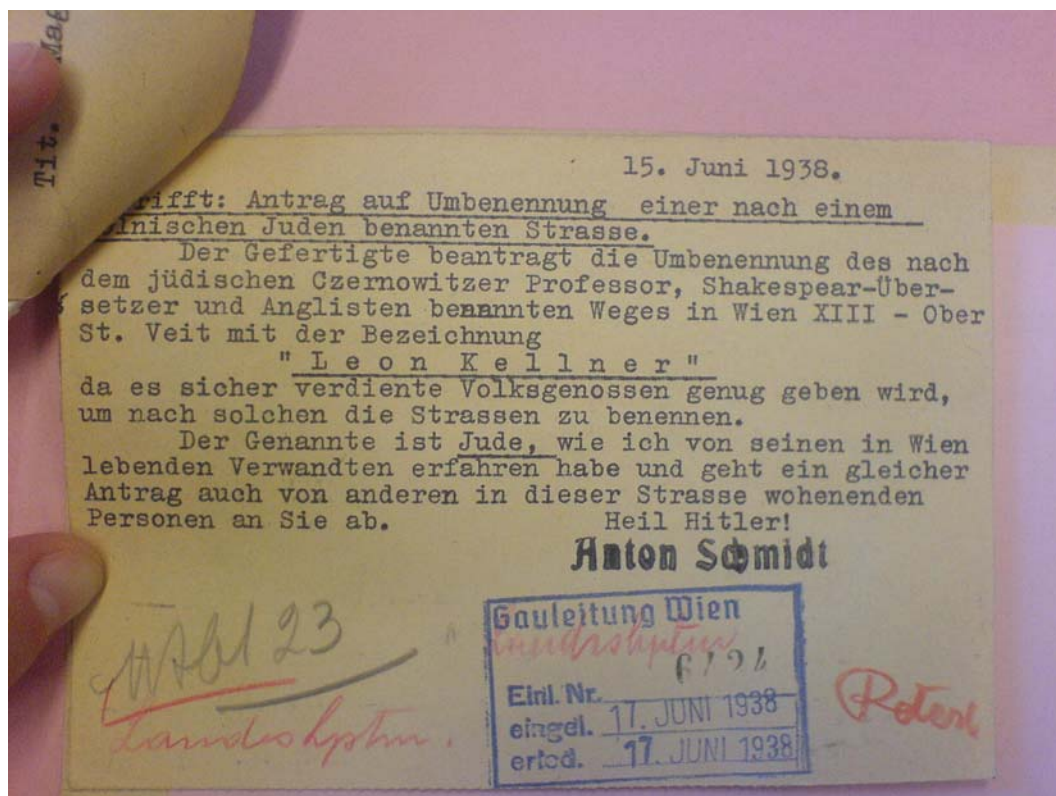 Tit. Mag
15. Juni 1938.
rifft: Antrag auf Umbenennung einer nach einem
lnischen Juden benannten Strasse.
Der Gefertigte beantragt die Umbenennung des nach
dem jüdischen Czernowitzer Professor, Shakespear-Über-
setzer und Anglisten benannnten Weges in Wien XIII - Ober
St. Veit mit der Bezeichnung
" L e o n K e l l n e r "
da es sicher verdiente Volksgenossen genug geben wird,
um nach solchen die Strassen zu benennen.
Der Genannte ist Jude, wie ich von seinen in Wien
lebenden Verwandten erfahren habe und geht ein gleicher
Antrag auch von anderen in dieser Strasse wohenenden
Personen an Sie ab. Heil Hitler!
Anton Schmidt
Gauleitung Wien
Landeshptm
Einl. Nr.
eingel. 17. JUNI 1938
erled. 17. JUNI 1938
23
Landeshptm.